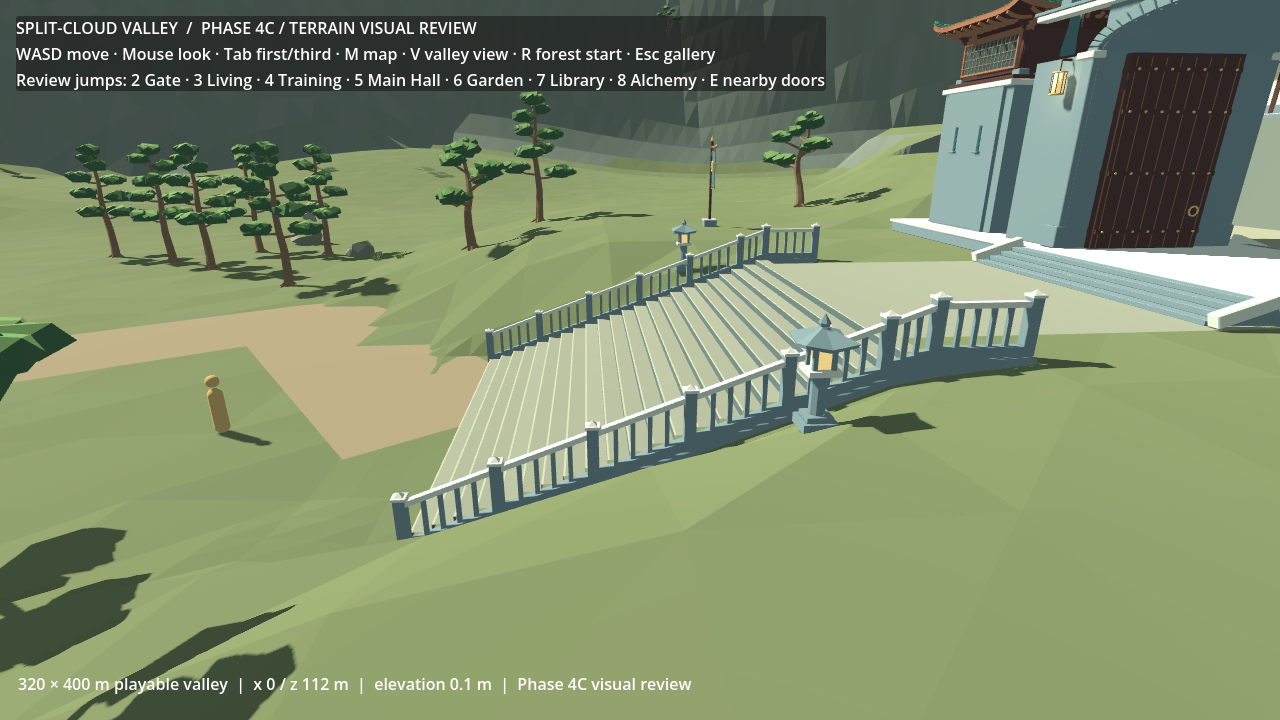 SPLIT-CLOUD VALLEY / PHASE 4C / TERRAIN VISUAL REVIEW
WASD move · Mouse look · Tab first/third · M map · V valley view · R forest start · Esc gallery
Review jumps: 2 Gate · 3 Living · 4 Training · 5 Main Hall · 6 Garden · 7 Library · 8 Alchemy · E nearby doors
320 × 400 m playable valley | x 0 / z 112 m | elevation 0.1 m | Phase 4C visual review